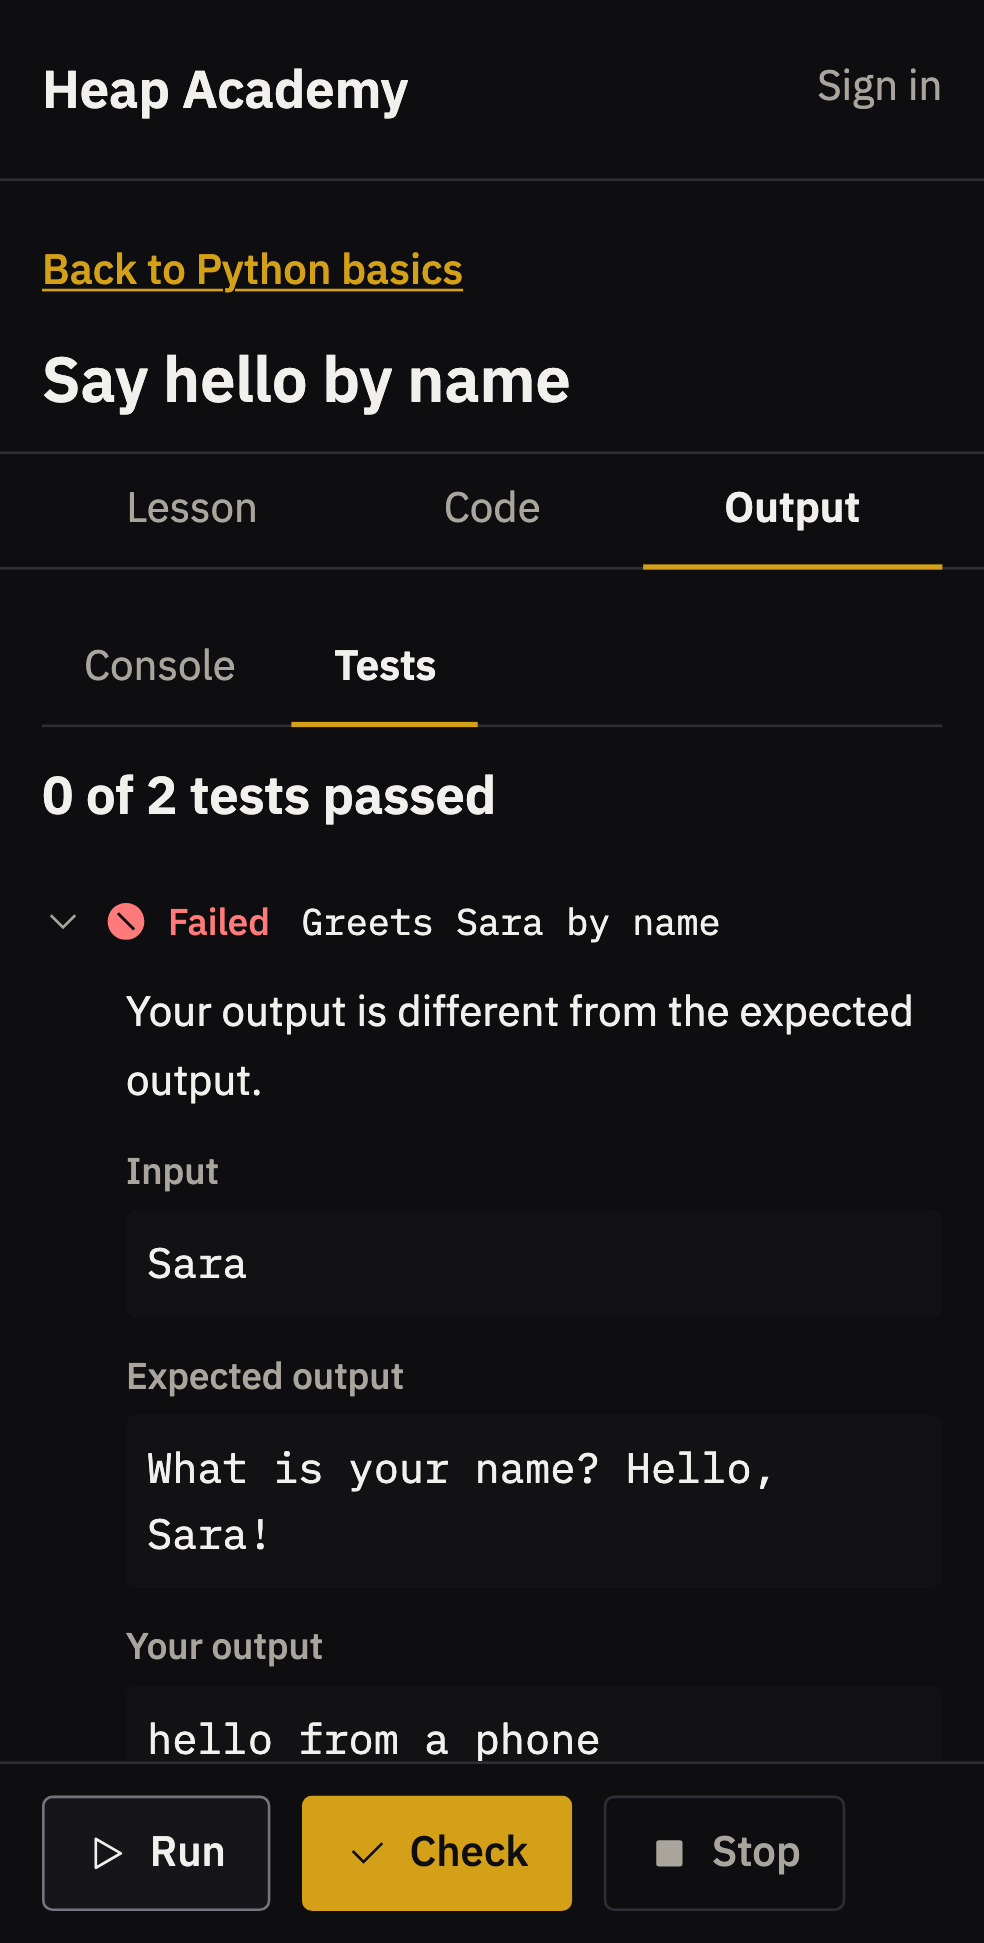 Heap Academy
Sign in
Back to Python basics
Say hello by name
Lesson Code Output
Console Tests
0 of 2 tests passed
Failed Greets Sara by name
Your output is different from the expected
output.
Input
Sara
Expected output
What is your name? Hello,
Sara!
Your output
hello from a phone
Run Check Stop